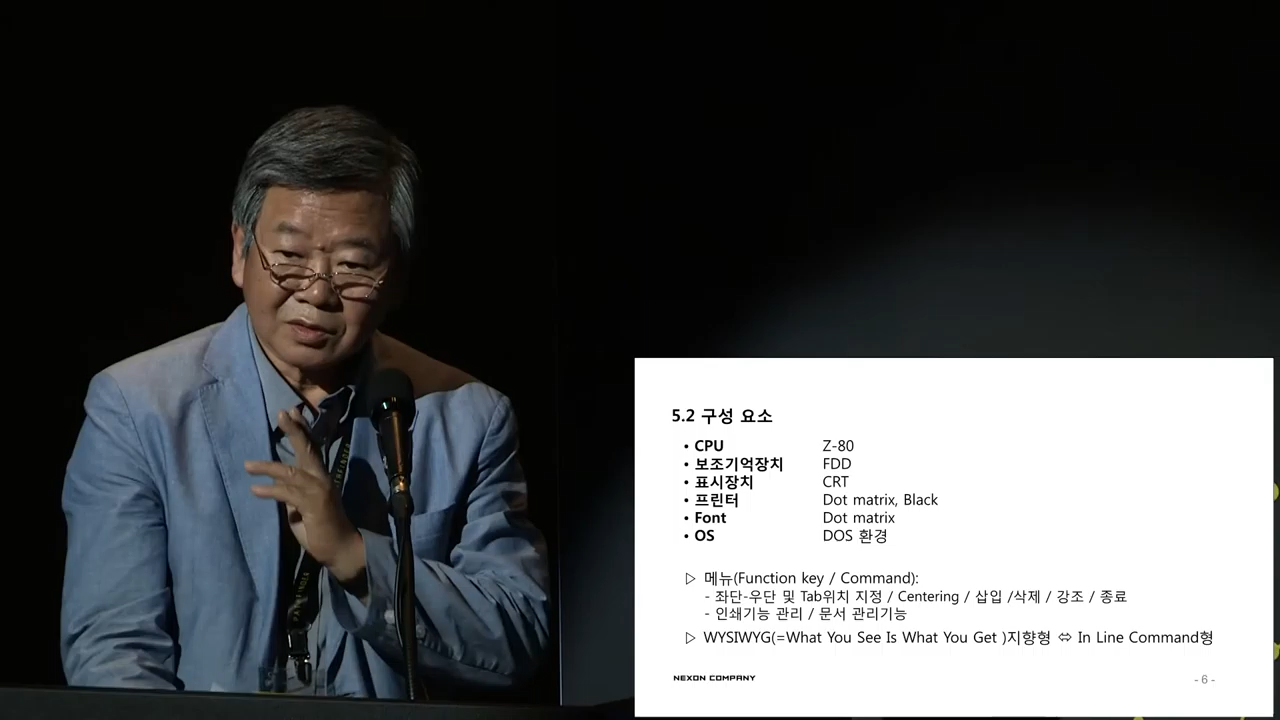 5.2 구성 요소
• CPU Z-80
• 보조기억장치 FDD
• 표시장치 CRT
• 프린터 Dot matrix, Black
• Font Dot matrix
• OS DOS 환경
▷ 메뉴(Function key / Command):
- 좌단-우단 및 Tab위치 지정 / Centering / 삽입 /삭제 / 강조 / 종료
- 인쇄기능 관리 / 문서 관리기능
▷ WYSIWYG(=What You See Is What You Get )지향형 ⇔ In Line Command형
NEXON COMPANY
- 6 -